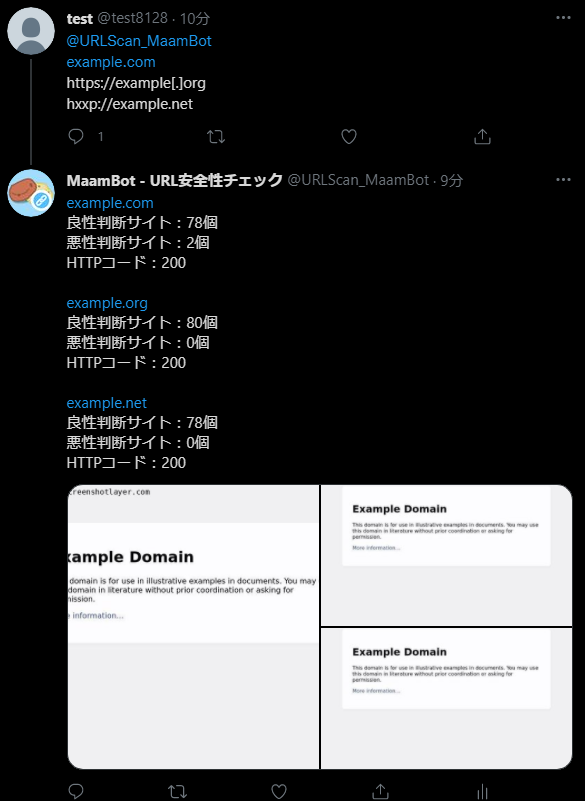 test @test8128 · 10分
@URLScan_MaamBot
example.com
https://example[.]org
hxxp://example.net
1
MaamBot - URL安全性チェック @URLScan_MaamBot · 9分
example.com
良性判断サイト：78個
悪性判断サイト：2個
HTTPコード：200
example.org
良性判断サイト：80個
悪性判断サイト：0個
HTTPコード：200
example.net
良性判断サイト：78個
悪性判断サイト：0個
HTTPコード：200
creenshotlayer.com
xample Domain
domain is for use in illustrative examples in documents. You may
domain in literature without prior coordination or asking for
mission.
information...
Example Domain
This domain is for use in illustrative examples in documents. You may use
this domain in literature without prior coordination or asking for
permission.
More information...
Example Domain
This domain is for use in illustrative examples in documents. You may use
this domain in literature without prior coordination or asking for
permission.
More information...